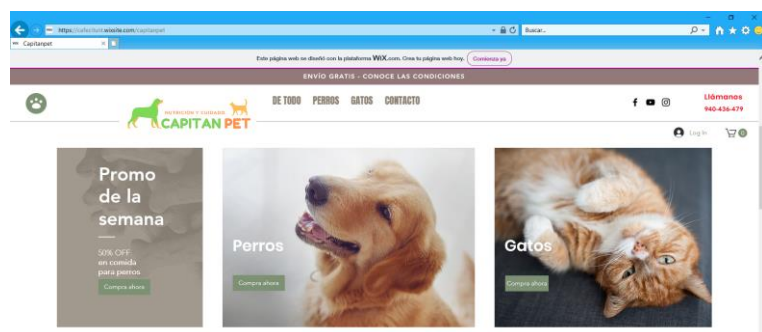 https://cafecitotl.wixsite.com/capitanpet
Buscar...
Capitanpet
Este página web se diseñó con la plataforma WiX.com. Crea tu página web hoy. Comienza ya
ENVÍO GRATIS - CONOCE LAS CONDICIONES
NUTRICIÓN Y CUIDADO
CAPITAN PET
DE TODO PERROS GATOS CONTACTO
Llámanos
940-436-479
Log In
0
Promo
de la
semana
50% OFF
en comida
para perros
Compra ahora
Perros
Compra ahora
Gatos
Compra ahora